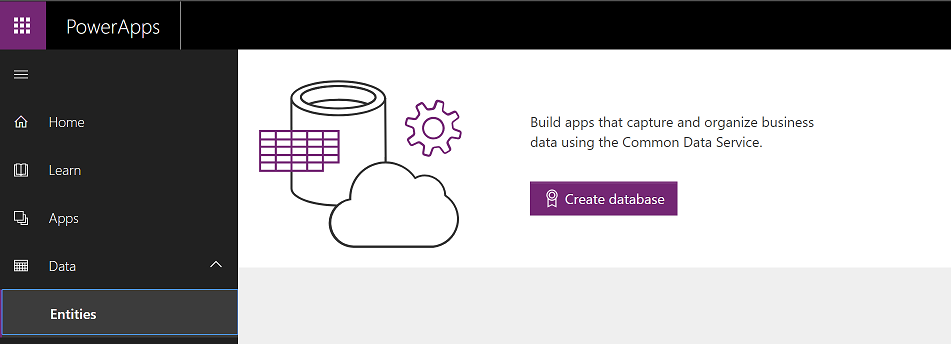 PowerApps
Home
Learn
Apps
Data
Entities
Build apps that capture and organize business
data using the Common Data Service.
Create database